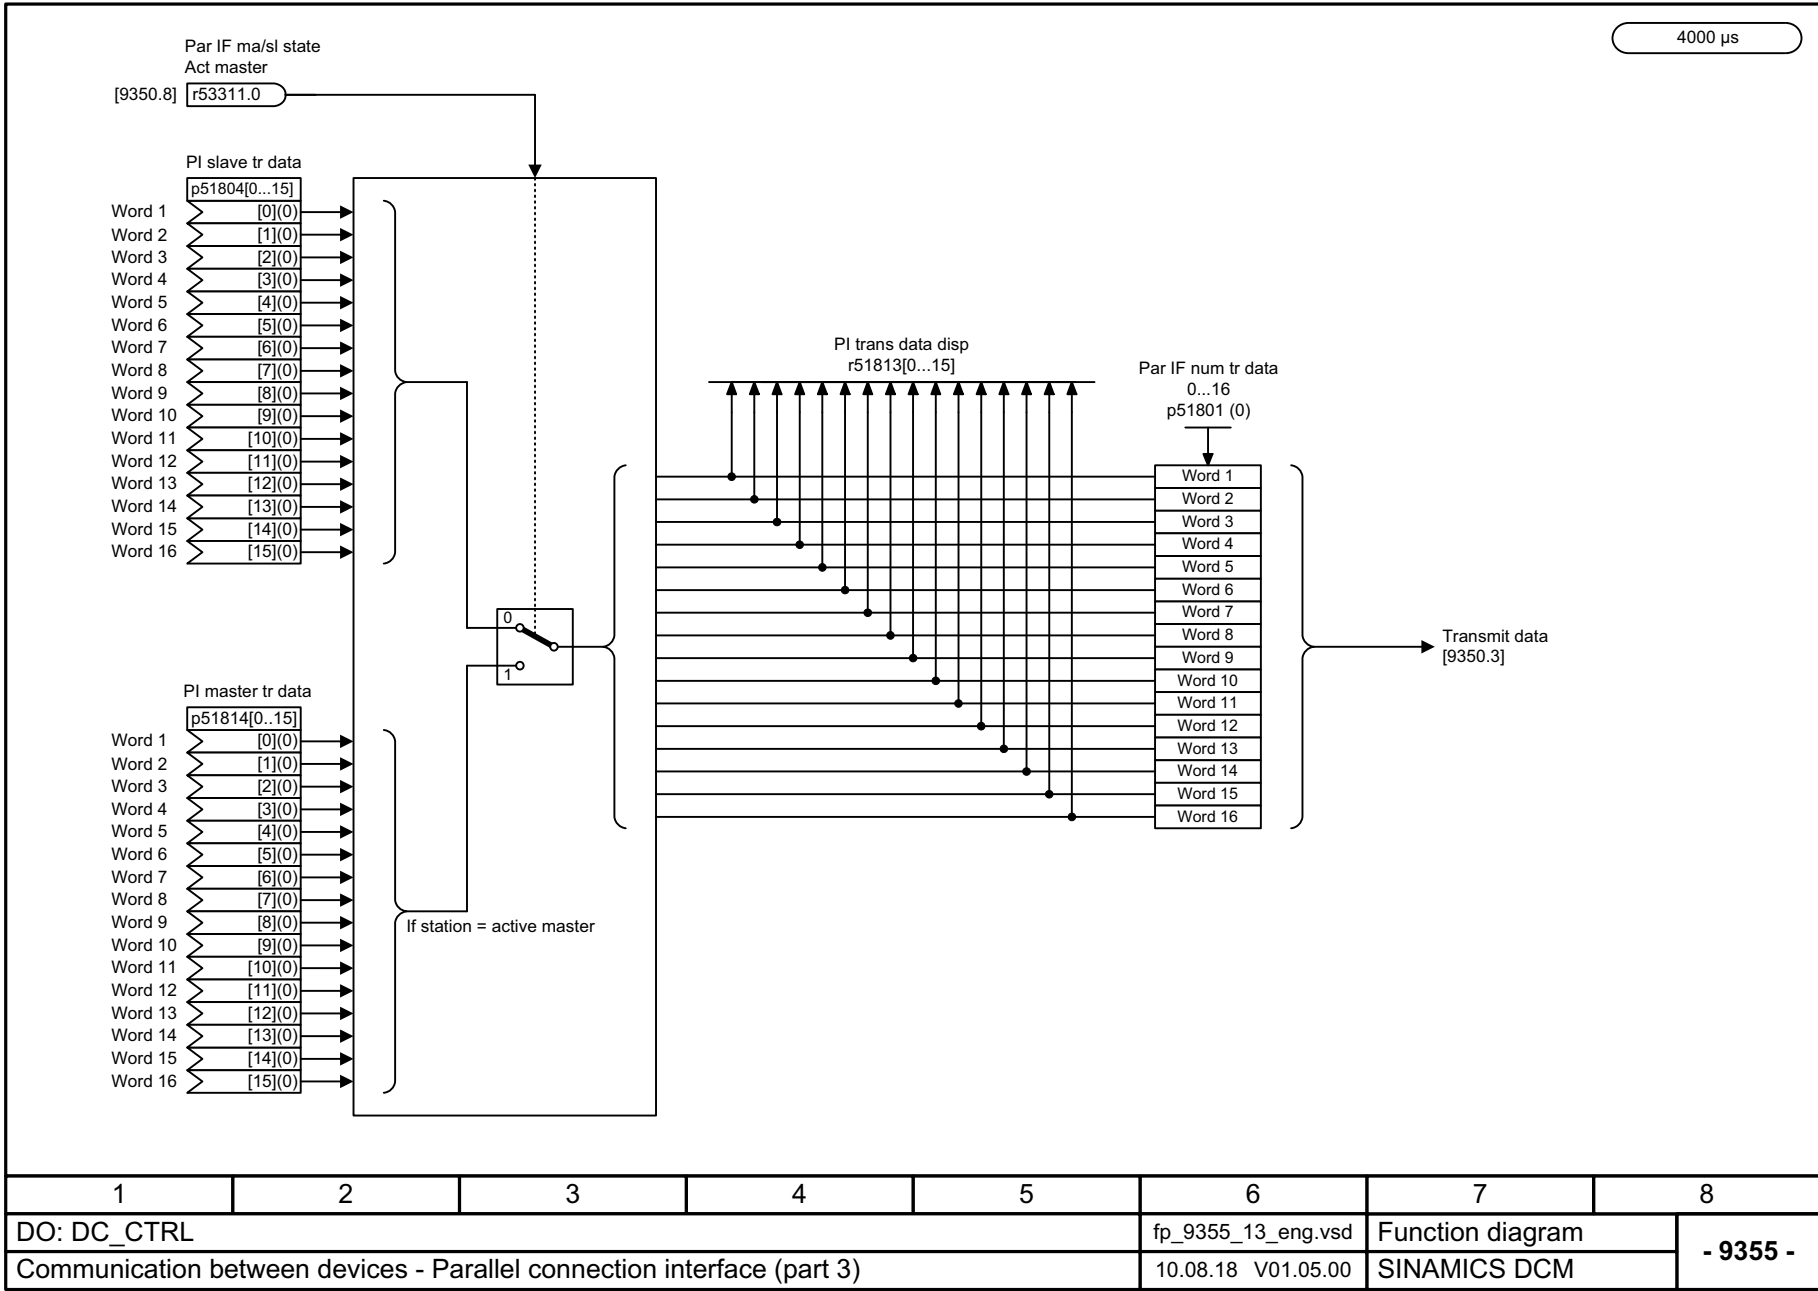 4000 µs
Par IF ma/sl state
Act master
[9350.8] r53311.0
PI slave tr data
p51804[0...15]
Word 1 [0](0)
Word 2 [1](0)
Word 3 [2](0)
Word 4 [3](0)
Word 5 [4](0)
Word 6 [5](0)
Word 7 [6](0)
Word 8 [7](0)
Word 9 [8](0)
Word 10 [9](0)
Word 11 [10](0)
Word 12 [11](0)
Word 13 [12](0)
Word 14 [13](0)
Word 15 [14](0)
Word 16 [15](0)
0
1
PI master tr data
p51814[0..15]
Word 1 [0](0)
Word 2 [1](0)
Word 3 [2](0)
Word 4 [3](0)
Word 5 [4](0)
Word 6 [5](0)
Word 7 [6](0)
Word 8 [7](0)
Word 9 [8](0)
Word 10 [9](0)
Word 11 [10](0)
Word 12 [11](0)
Word 13 [12](0)
Word 14 [13](0)
Word 15 [14](0)
Word 16 [15](0)
If station = active master
PI trans data disp
r51813[0...15]
Par IF num tr data
0...16
p51801 (0)
Word 1
Word 2
Word 3
Word 4
Word 5
Word 6
Word 7
Word 8
Word 9
Word 10
Word 11
Word 12
Word 13
Word 14
Word 15
Word 16
Transmit data
[9350.3]
1 2 3 4 5 6 7 8
DO: DC_CTRL fp_9355_13_eng.vsd Function diagram - 9355 -
Communication between devices - Parallel connection interface (part 3) 10.08.18 V01.05.00 SINAMICS DCM